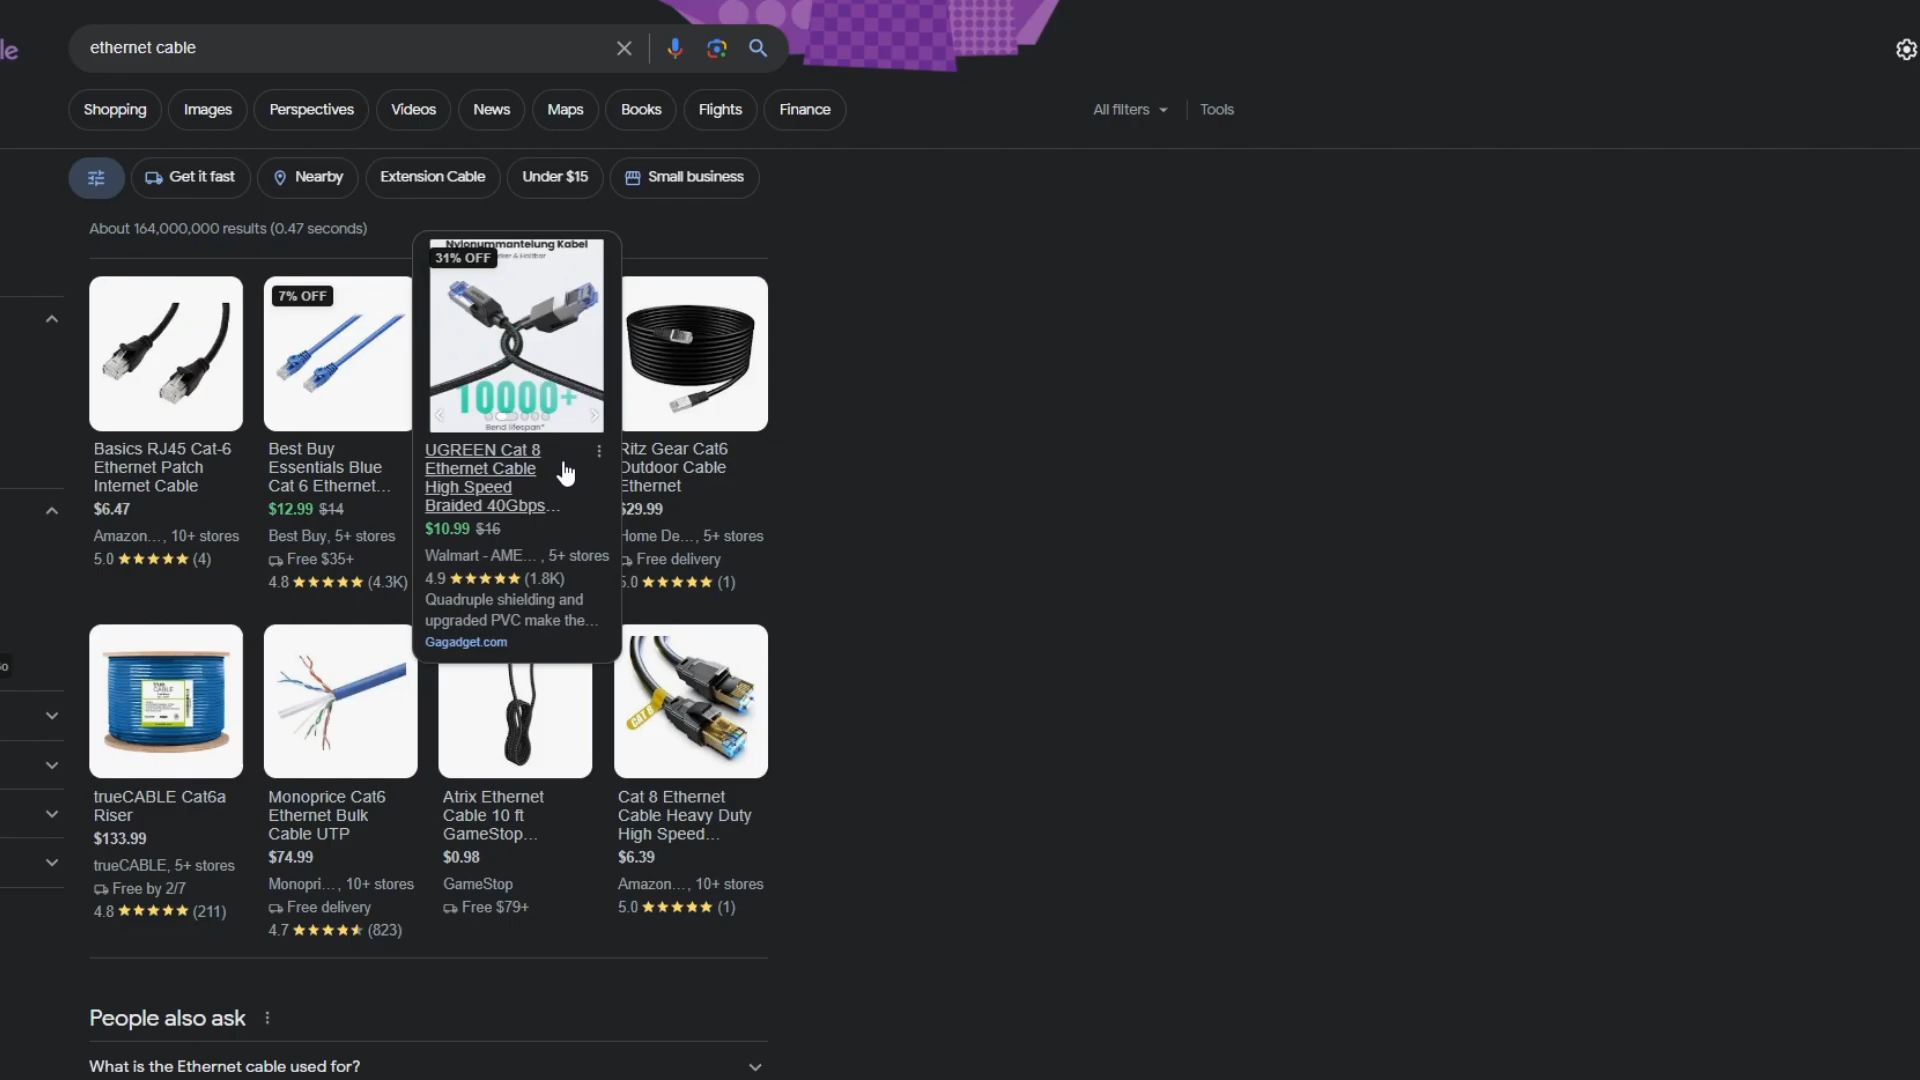 le
ethernet cable
Shopping
Images
Perspectives
Videos
News
Maps
Books
Flights
Finance
All filters
Tools
Get it fast
Nearby
Extension Cable
Under $15
Small business
About 164,000,000 results (0.47 seconds)
Basics RJ45 Cat-6
Ethernet Patch
Internet Cable
$6.47
Amazon..., 10+ stores
5.0 (4)
7% OFF
Best Buy
Essentials Blue
Cat 6 Ethernet...
$12.99 $14
Best Buy, 5+ stores
Free $35+
4.8 (4.3K)
Nylonummantelung Kabel
31% OFF
10000+
Bend lifespan*
UGREEN Cat 8
Ethernet Cable
High Speed
Braided 40Gbps...
$10.99 $16
Walmart - AME... , 5+ stores
4.9 (1.8K)
Quadruple shielding and
upgraded PVC make the...
Gagadget.com
Ritz Gear Cat6
Outdoor Cable
Ethernet
$29.99
Home De..., 5+ stores
Free delivery
5.0 (1)
trueCABLE Cat6a
Riser
$133.99
trueCABLE, 5+ stores
Free by 2/7
4.8 (211)
Monoprice Cat6
Ethernet Bulk
Cable UTP
$74.99
Monopri..., 10+ stores
Free delivery
4.7 (823)
Atrix Ethernet
Cable 10 ft
GameStop...
$0.98
GameStop
Free $79+
CAT 8
Cat 8 Ethernet
Cable Heavy Duty
High Speed...
$6.39
Amazon..., 10+ stores
5.0 (1)
People also ask
What is the Ethernet cable used for?